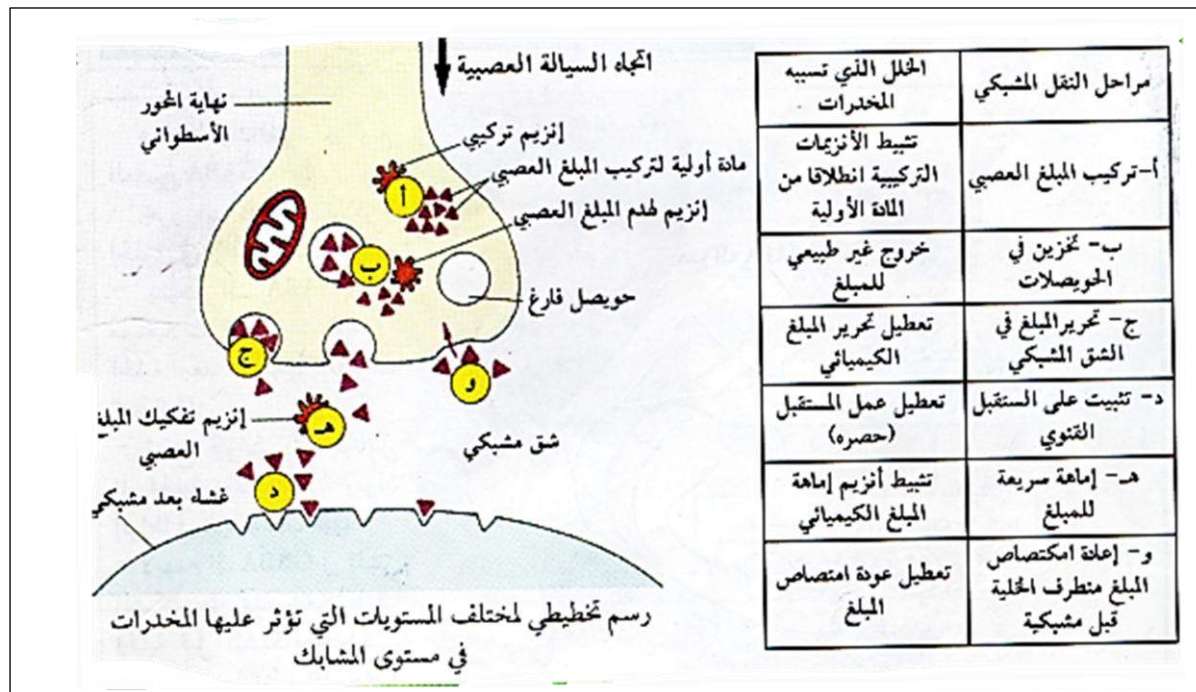 اتجاه السيالة العصبية
نهاية المحور
الأسطواني
إنزيم تركيبي
مادة أولية لتركيب المبلغ العصبي
إنزيم لهدم المبلغ العصبي
أ
ب
حويصل فارغ
ج
و
هـ
إنزيم تفكيك المبلغ
العصبي
شق مشبكي
د
غشاء بعد مشبكي
رسم تخطيطي لمختلف المستويات التي تؤثر عليها المخدرات
في مستوى المشابك
مراحل النقل المشبكي
الخلل الذي تسببه
المخدرات
أ-تركيب المبلغ العصبي
تثبيط الأنزيمات
التركيبية انطلاقا من
المادة الأولية
ب- تخزين في
الحويصلات
خروج غير طبيعي
للمبلغ
ج- تحرير المبلغ في
الشق المشبكي
تعطيل تحرير المبلغ
الكيميائي
د- تثبيت على المستقبل
القنوي
تعطيل عمل المستقبل
(حصره)
هـ- إماهة سريعة
للمبلغ
تثبيط أنزيم إماهة
المبلغ الكيميائي
و- إعادة امكتصاص
المبلغ منطرف الخلية
قبل مشبكية
تعطيل عودة امتصاص
المبلغ